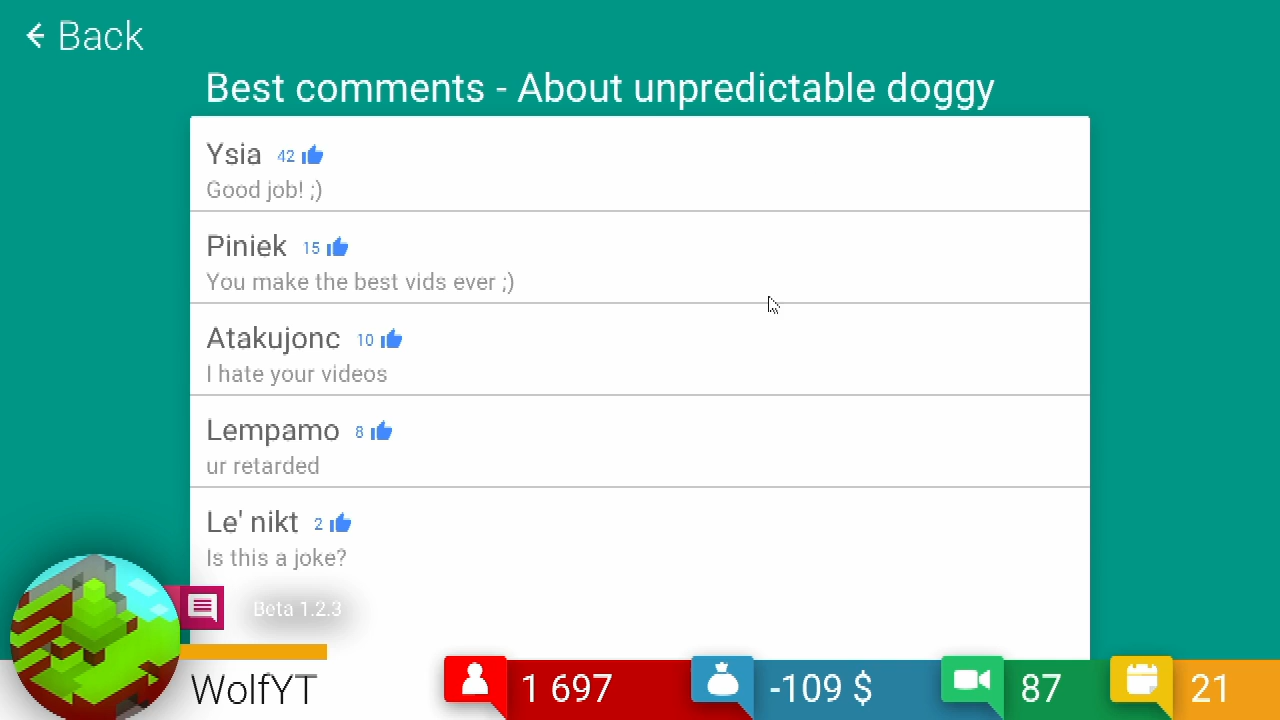 Back
Best comments - About unpredictable doggy
Ysia 42
Good job! ;)
Piniek 15
You make the best vids ever ;)
Atakujonc 10
I hate your videos
Lempamo 8
ur retarded
Le' nikt 2
Is this a joke?
Beta 1.2.3
WolfYT 1 697 -109 $ 87 21